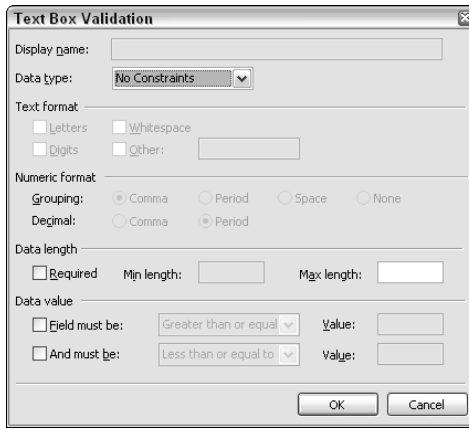 Text Box Validation
Display name:
Data type: No Constraints
Text format
Letters Whitespace
Digits Other:
Numeric format
Grouping: Comma Period Space None
Decimal: Comma Period
Data length
Required Min length: Max length:
Data value
Field must be: Greater than or equal Value:
And must be: Less than or equal to Value:
OK Cancel